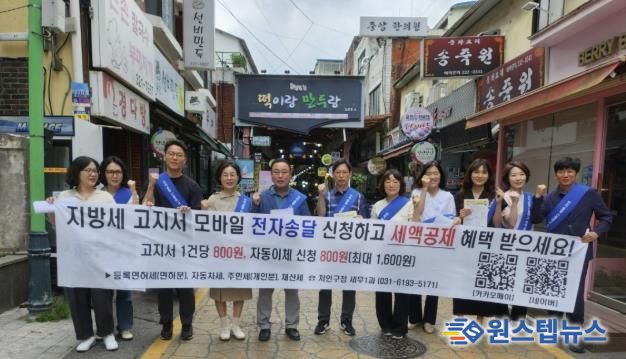 선비만두
중앙 한의원
송죽원
송죽원
떡이랑 만두랑
BERRY
지방세 고지서 모바일 전자송달 신청하고 세액공제 혜택 받으세요!
고지서 1건당 800원, 자동이체 신청 800원(최대 1,600원)
▶ 등록면허세(면허분), 자동차세, 주민세(개인분), 재산세 ☎ 처인구청 세무1과 (031-6193-5171)
[카카오페이]
[네이버]
원스텝뉴스